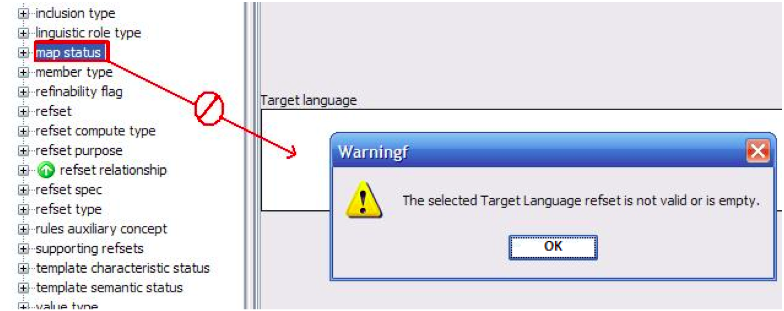 inclusion type
linguistic role type
map status
member type
refinability flag
refset
refset compute type
refset purpose
refset relationship
refset spec
refset type
rules auxiliary concept
supporting refsets
template characteristic status
template semantic status
value type
Target language
Warningf
The selected Target Language refset is not valid or is empty.
OK